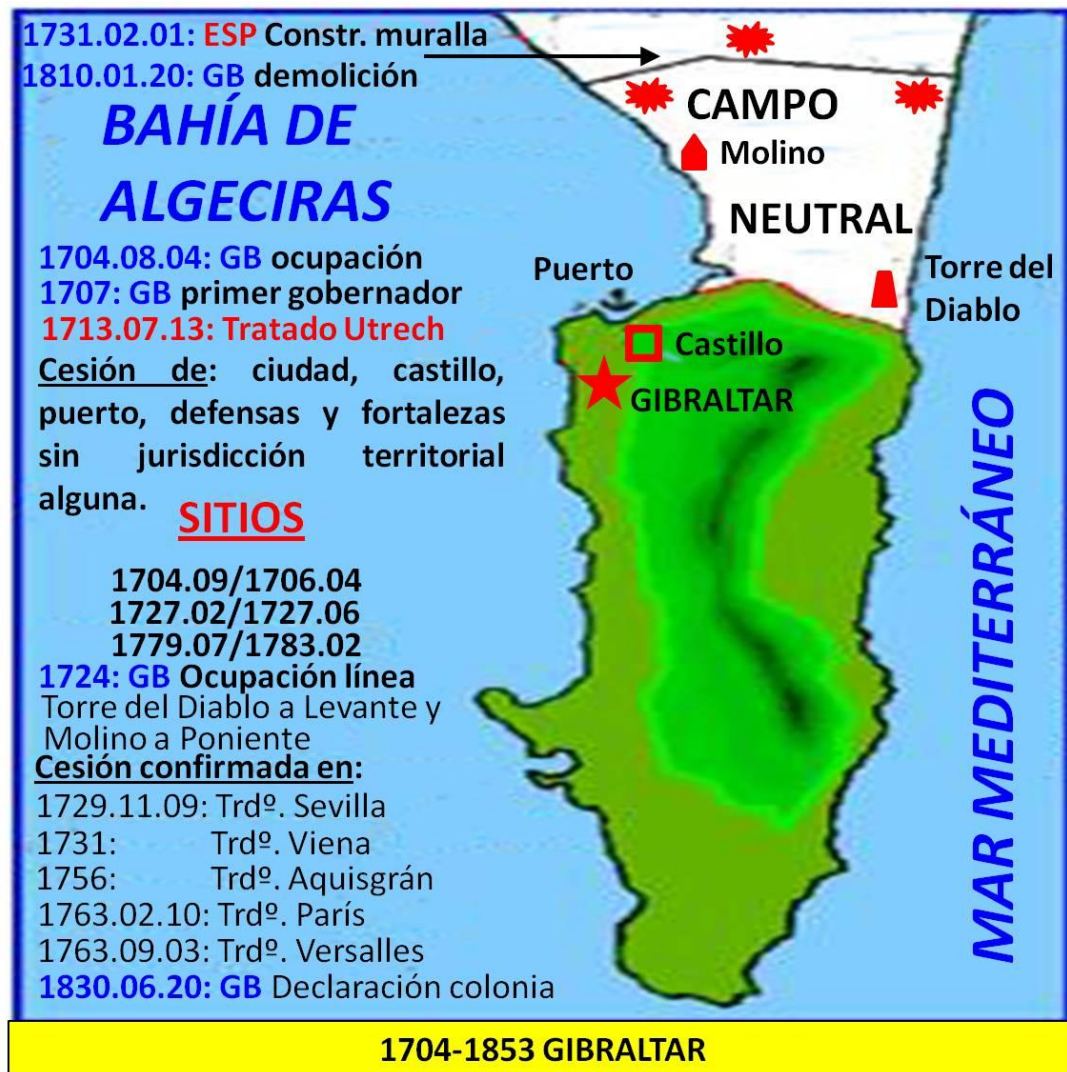 1731.02.01: ESP Constr. muralla
1810.01.20: GB demolición
BAHÍA DE
ALGECIRAS
1704.08.04: GB ocupación
1707: GB primer gobernador
1713.07.13: Tratado Utrech
Cesión de: ciudad, castillo,
puerto, defensas y fortalezas
sin jurisdicción territorial
alguna.
SITIOS
1704.09/1706.04
1727.02/1727.06
1779.07/1783.02
1724: GB Ocupación línea
Torre del Diablo a Levante y
Molino a Poniente
Cesión confirmada en:
1729.11.09: Trdº. Sevilla
1731: Trdº. Viena
1756: Trdº. Aquisgrán
1763.02.10: Trdº. París
1763.09.03: Trdº. Versalles
1830.06.20: GB Declaración colonia
CAMPO
Molino
NEUTRAL
Puerto
Torre del
Diablo
Castillo
GIBRALTAR
MAR MEDITERRÁNEO
1704-1853 GIBRALTAR